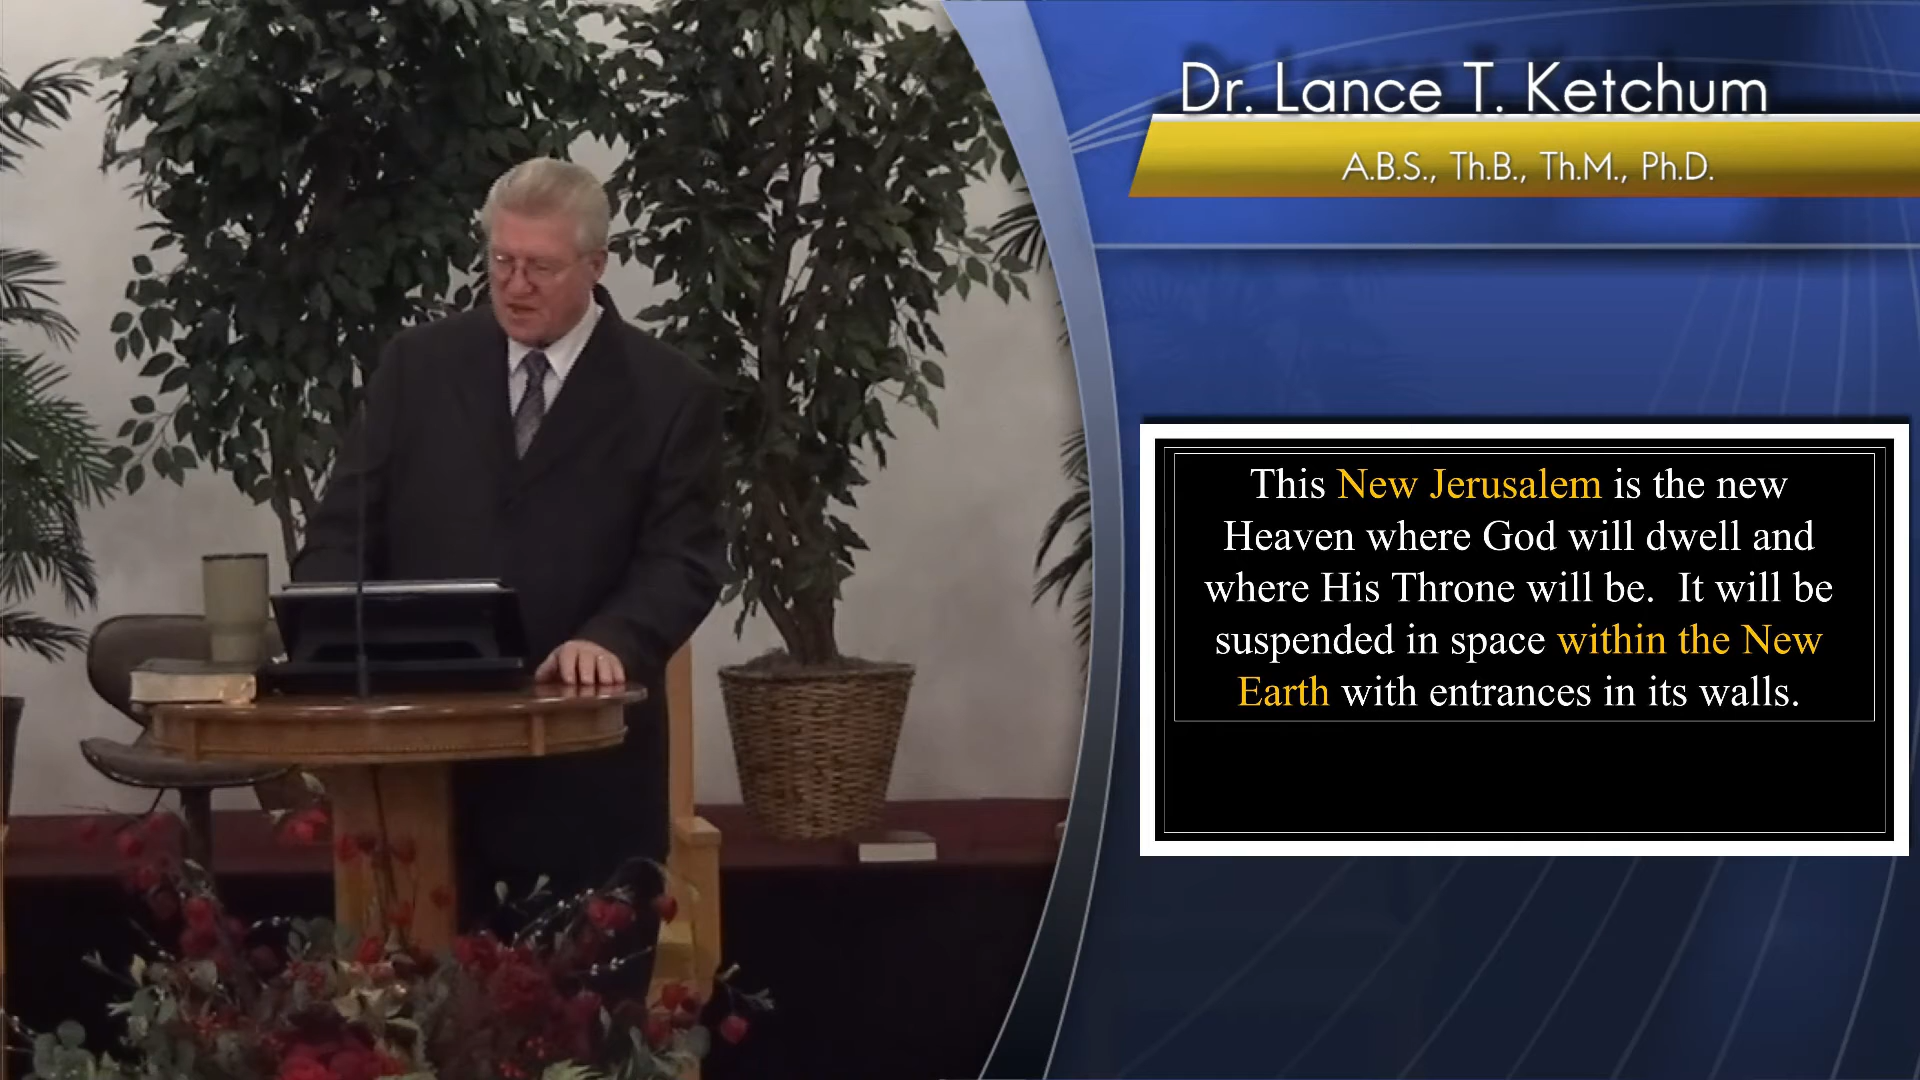 Dr. Lance T. Ketchum
A.B.S., Th.B., Th.M., Ph.D.
This New Jerusalem is the new
Heaven where God will dwell and
where His Throne will be.  It will be
suspended in space within the New
Earth with entrances in its walls.